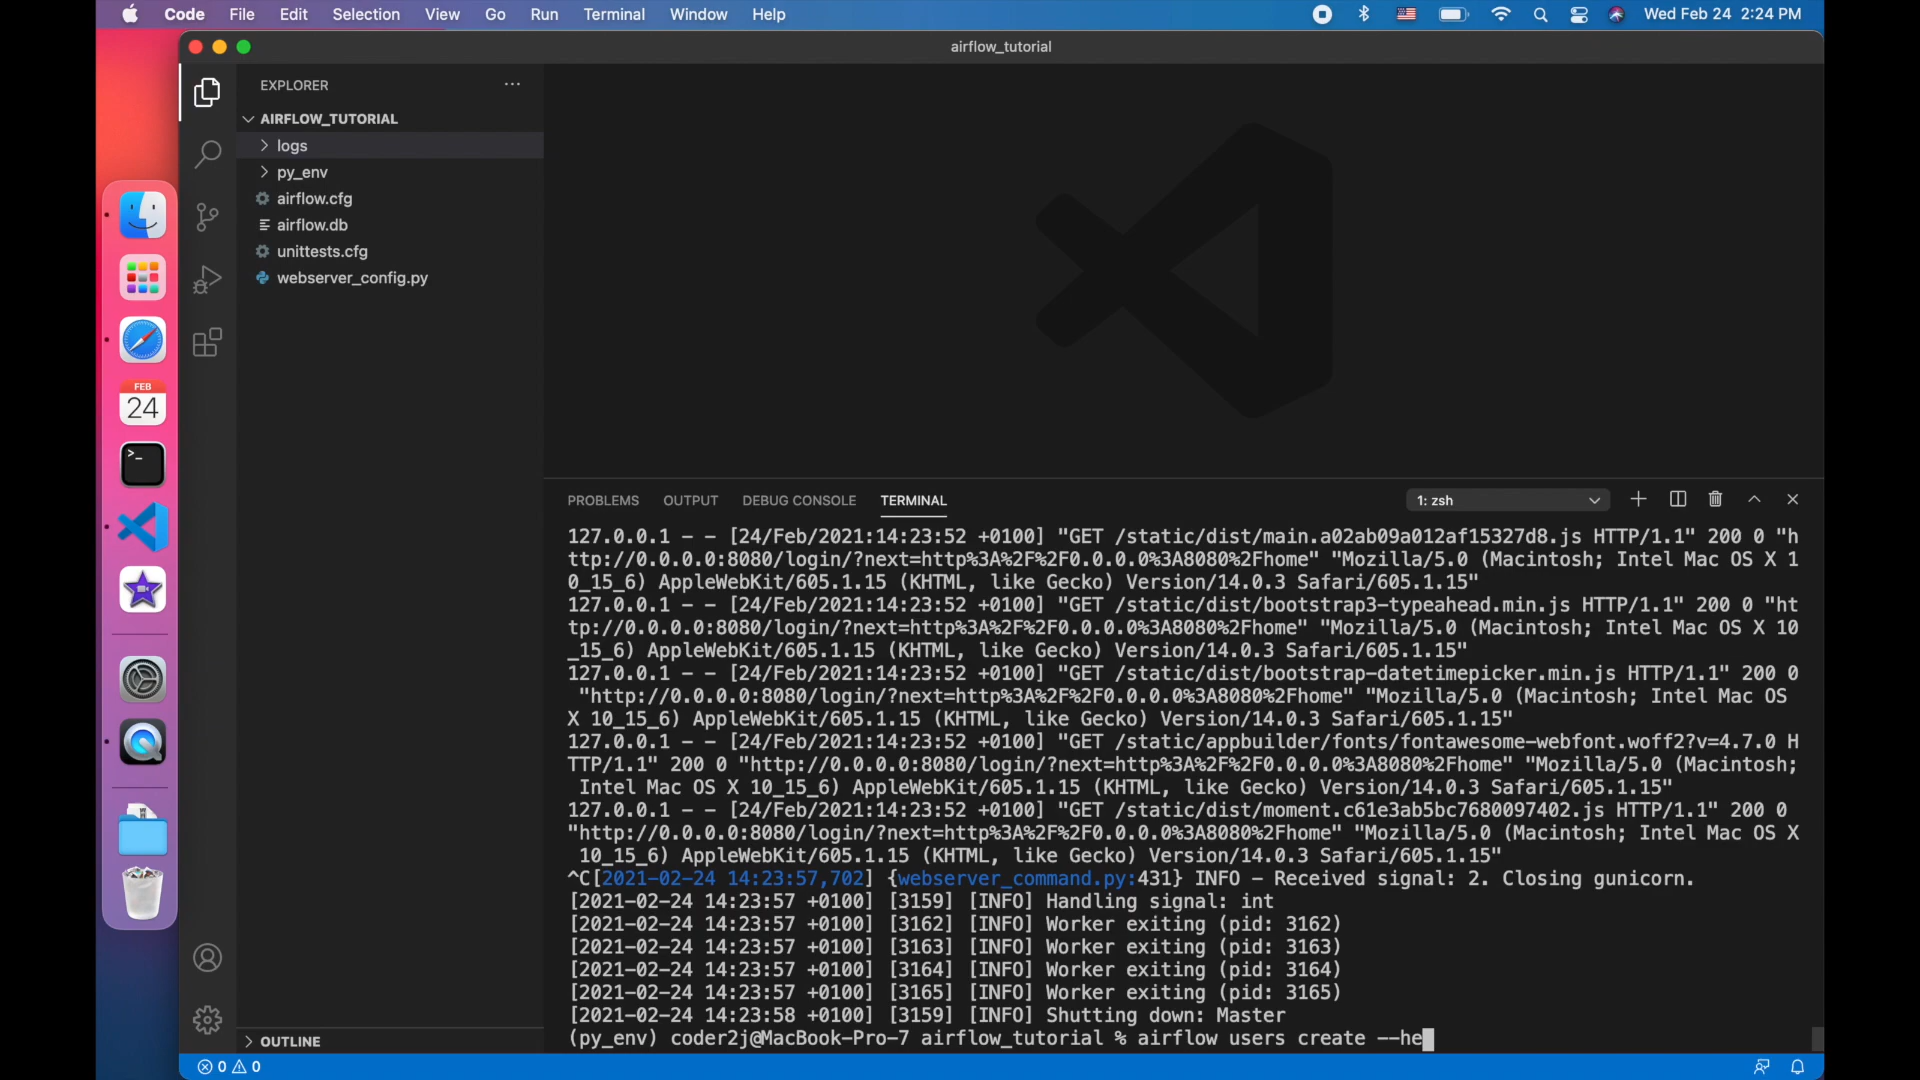 Code File Edit Selection View Go Run Terminal Window Help
Wed Feb 24 2:24 PM
airflow_tutorial
EXPLORER
AIRFLOW_TUTORIAL
logs
py_env
airflow.cfg
airflow.db
unittests.cfg
webserver_config.py
FEB
24
PROBLEMS OUTPUT DEBUG CONSOLE TERMINAL
1: zsh
127.0.0.1 - - [24/Feb/2021:14:23:52 +0100] "GET /static/dist/main.a02ab09a012af15327d8.js HTTP/1.1" 200 0 "h
ttp://0.0.0.0:8080/login/?next=http%3A%2F%2F0.0.0.0%3A8080%2Fhome" "Mozilla/5.0 (Macintosh; Intel Mac OS X 1
0_15_6) AppleWebKit/605.1.15 (KHTML, like Gecko) Version/14.0.3 Safari/605.1.15"
127.0.0.1 - - [24/Feb/2021:14:23:52 +0100] "GET /static/dist/bootstrap3-typeahead.min.js HTTP/1.1" 200 0 "ht
tp://0.0.0.0:8080/login/?next=http%3A%2F%2F0.0.0.0%3A8080%2Fhome" "Mozilla/5.0 (Macintosh; Intel Mac OS X 10
_15_6) AppleWebKit/605.1.15 (KHTML, like Gecko) Version/14.0.3 Safari/605.1.15"
127.0.0.1 - - [24/Feb/2021:14:23:52 +0100] "GET /static/dist/bootstrap-datetimepicker.min.js HTTP/1.1" 200 0
"http://0.0.0.0:8080/login/?next=http%3A%2F%2F0.0.0.0%3A8080%2Fhome" "Mozilla/5.0 (Macintosh; Intel Mac OS
X 10_15_6) AppleWebKit/605.1.15 (KHTML, like Gecko) Version/14.0.3 Safari/605.1.15"
127.0.0.1 - - [24/Feb/2021:14:23:52 +0100] "GET /static/appbuilder/fonts/fontawesome-webfont.woff2?v=4.7.0 H
TTP/1.1" 200 0 "http://0.0.0.0:8080/login/?next=http%3A%2F%2F0.0.0.0%3A8080%2Fhome" "Mozilla/5.0 (Macintosh;
Intel Mac OS X 10_15_6) AppleWebKit/605.1.15 (KHTML, like Gecko) Version/14.0.3 Safari/605.1.15"
127.0.0.1 - - [24/Feb/2021:14:23:52 +0100] "GET /static/dist/moment.c61e3ab5bc7680097402.js HTTP/1.1" 200 0
"http://0.0.0.0:8080/login/?next=http%3A%2F%2F0.0.0.0%3A8080%2Fhome" "Mozilla/5.0 (Macintosh; Intel Mac OS X
10_15_6) AppleWebKit/605.1.15 (KHTML, like Gecko) Version/14.0.3 Safari/605.1.15"
^C[2021-02-24 14:23:57,702] {webserver_command.py:431} INFO - Received signal: 2. Closing gunicorn.
[2021-02-24 14:23:57 +0100] [3159] [INFO] Handling signal: int
[2021-02-24 14:23:57 +0100] [3162] [INFO] Worker exiting (pid: 3162)
[2021-02-24 14:23:57 +0100] [3163] [INFO] Worker exiting (pid: 3163)
[2021-02-24 14:23:57 +0100] [3164] [INFO] Worker exiting (pid: 3164)
[2021-02-24 14:23:57 +0100] [3165] [INFO] Worker exiting (pid: 3165)
[2021-02-24 14:23:58 +0100] [3159] [INFO] Shutting down: Master
(py_env) coder2j@MacBook-Pro-7 airflow_tutorial % airflow users create --he
OUTLINE
0 0